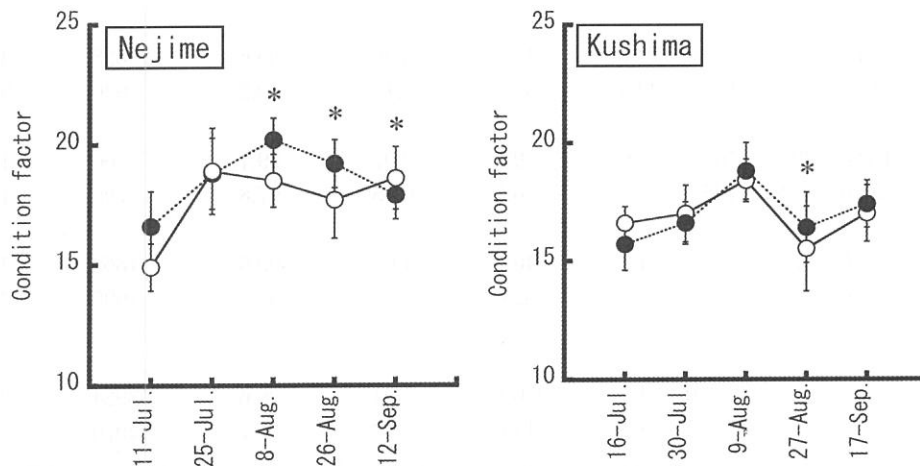 Nejime
Condition factor
25
20
15
10
*
*
*
11-Jul.
25-Jul.
8-Aug.
26-Aug.
12-Sep.
Kushima
Condition factor
25
20
15
10
*
16-Jul.
30-Jul.
9-Aug.
27-Aug.
17-Sep.